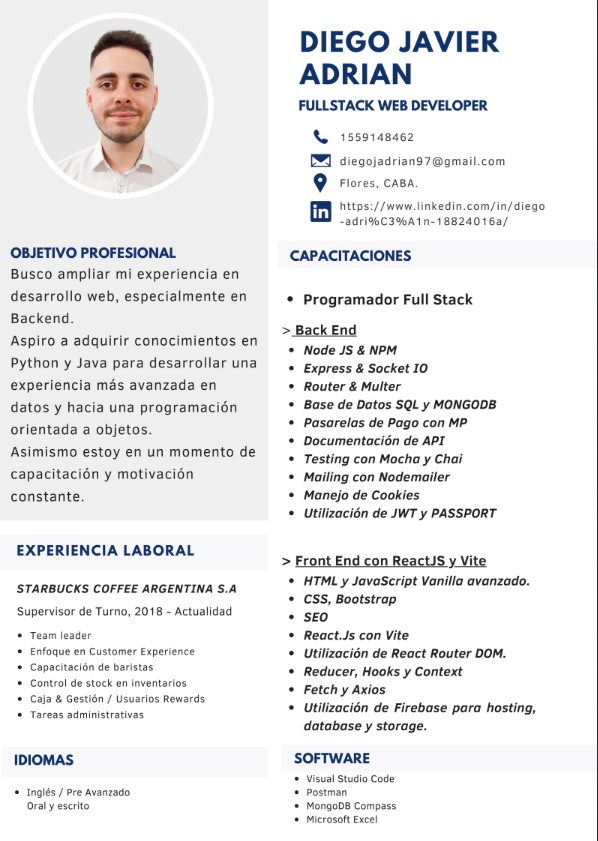 DIEGO JAVIER
ADRIAN
FULLSTACK WEB DEVELOPER
1559148462
diegojadrian97@gmail.com
Flores, CABA.
in
https://www.linkedin.com/in/diego
-adri%C3%A1n-18824016a/
OBJETIVO PROFESIONAL
Busco ampliar mi experiencia en
desarrollo web, especialmente en
Backend.
Aspiro a adquirir conocimientos en
Python y Java para desarrollar una
experiencia más avanzada en
datos y hacia una programación
orientada a objetos.
Asimismo estoy en un momento de
capacitación y motivación
constante.
EXPERIENCIA LABORAL
STARBUCKS COFFEE ARGENTINA S.A
Supervisor de Turno, 2018 - Actualidad
• Team leader
• Enfoque en Customer Experience
• Capacitación de baristas
• Control de stock en inventarios
• Caja & Gestión / Usuarios Rewards
• Tareas administrativas
IDIOMAS
• Inglés / Pre Avanzado
Oral y escrito
CAPACITACIONES
• Programador Full Stack
> Back End
• Node JS & NPM
• Express & Socket IO
• Router & Multer
• Base de Datos SQL y MONGODB
• Pasarelas de Pago con MP
• Documentación de API
• Testing con Mocha y Chai
• Mailing con Nodemailer
• Manejo de Cookies
• Utilización de JWT y PASSPORT
> Front End con ReactJS y Vite
• HTML y JavaScript Vanilla avanzado.
• CSS, Bootstrap
• SEO
• React.Js con Vite
• Utilización de React Router DOM.
• Reducer, Hooks y Context
• Fetch y Axios
• Utilización de Firebase para hosting,
database y storage.
SOFTWARE
• Visual Studio Code
• Postman
• MongoDB Compass
• Microsoft Excel